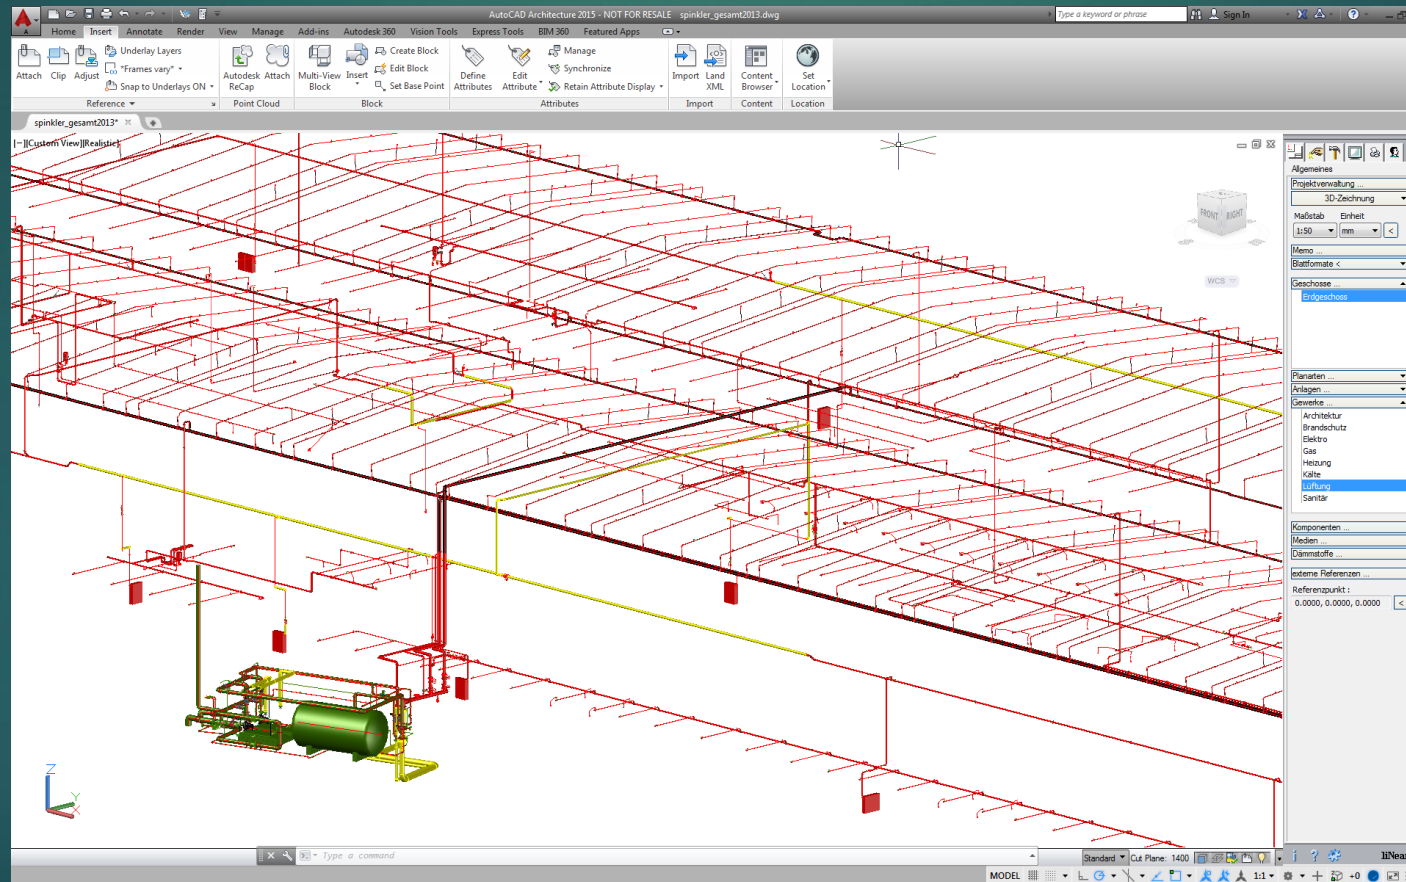 AutoCAD Architecture 2015 - NOT FOR RESALE spinkler_gesamt2013.dwg
Type a keyword or phrase
Sign In
Home Insert Annotate Render View Manage Add-ins Autodesk 360 Vision Tools Express Tools BIM 360 Featured Apps
Attach Clip Adjust
Underlay Layers
*Frames vary*
Snap to Underlays ON
Reference
Autodesk ReCap
Attach
Point Cloud
Multi-View Block
Insert
Create Block
Edit Block
Set Base Point
Block
Define Attributes
Edit Attribute
Manage
Synchronize
Retain Attribute Display
Attributes
Import
Land XML
Import
Content Browser
Content
Set Location
Location
spinkler_gesamt2013*
[−][Custom View][Realistic]
FRONT RIGHT
WCS
Allgemeines
Projektverwaltung ...
3D-Zeichnung
Maßstab Einheit
1:50 mm <
Memo ...
Blattformate <
Geschosse ...
Erdgeschoss
Planarten ...
Anlagen ...
Gewerke ...
Architektur
Brandschutz
Elektro
Gas
Heizung
Kälte
Lüftung
Sanitär
Komponenten ...
Medien ...
Dämmstoffe ...
externe Referenzen ...
Referenzpunkt :
0.0000, 0.0000, 0.0000 <
Z
Y
X
Type a command
Standard Cut Plane: 1400
liNear
MODEL 1:1 +0